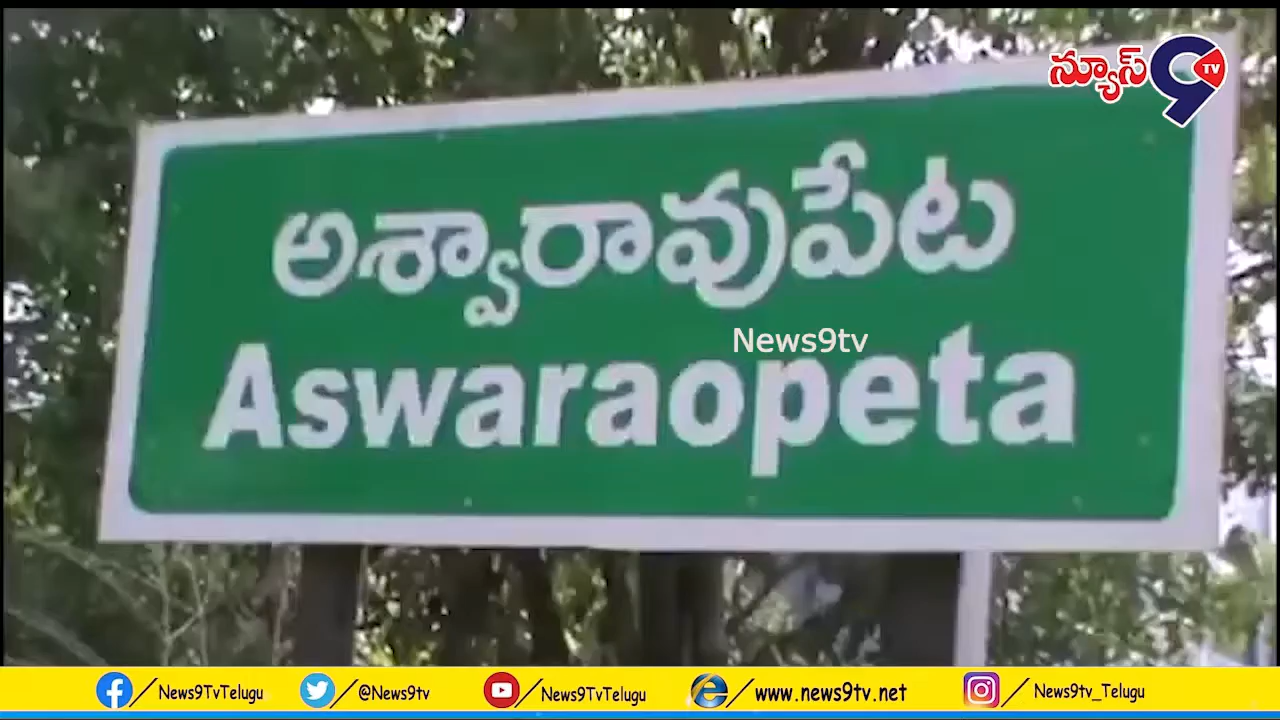 న్యూస్ 9 TV
అశ్వారావుపేట
News9tv
Aswaraopeta
/News9TvTelugu /@News9tv /News9TvTelugu /www.news9tv.net /News9tv_Telugu